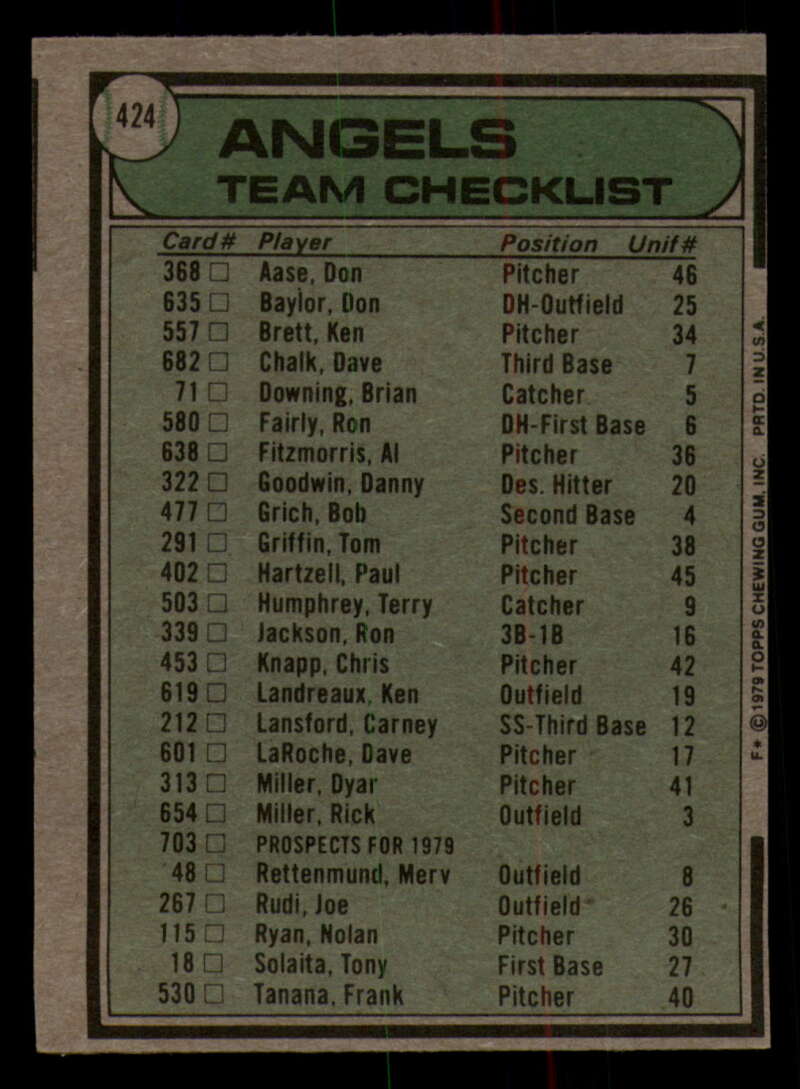 424
ANGELS
TEAM CHECKLIST
Card# Player Position Unif#
368 Aase, Don Pitcher 46
635 Baylor, Don DH-Outfield 25
557 Brett, Ken Pitcher 34
682 Chalk, Dave Third Base 7
71 Downing, Brian Catcher 5
580 Fairly, Ron DH-First Base 6
638 Fitzmorris, Al Pitcher 36
322 Goodwin, Danny Des. Hitter 20
477 Grich, Bob Second Base 4
291 Griffin, Tom Pitcher 38
402 Hartzell, Paul Pitcher 45
503 Humphrey, Terry Catcher 9
339 Jackson, Ron 3B-1B 16
453 Knapp, Chris Pitcher 42
619 Landreaux, Ken Outfield 19
212 Lansford, Carney SS-Third Base 12
601 LaRoche, Dave Pitcher 17
313 Miller, Dyar Pitcher 41
654 Miller, Rick Outfield 3
703 PROSPECTS FOR 1979
48 Rettenmund, Merv Outfield 8
267 Rudi, Joe Outfield 26
115 Ryan, Nolan Pitcher 30
18 Solaita, Tony First Base 27
530 Tanana, Frank Pitcher 40
F* © 1979 TOPPS CHEWING GUM, INC. PRTD. IN U.S.A.